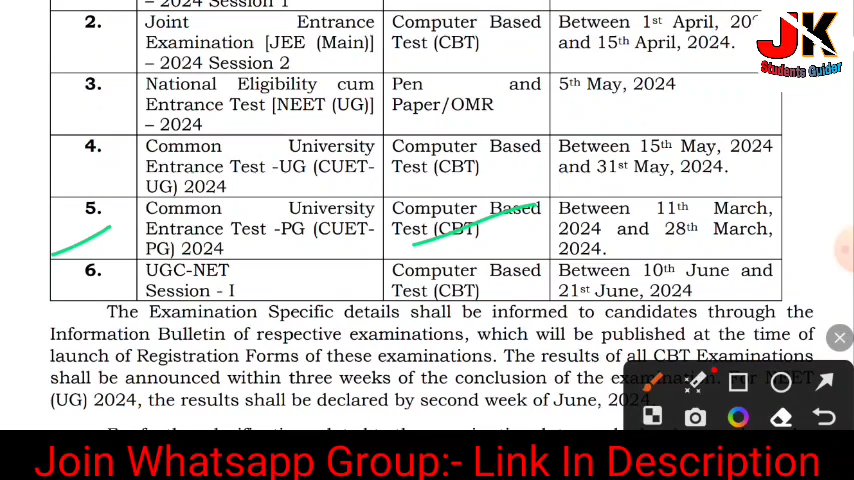 – 2024 Session 1
2. Joint Entrance Computer Based Between 1st April,
Examination [JEE (Main)] Test (CBT) and 15th April, 2024.
– 2024 Session 2
3. National Eligibility cum Pen and 5th May, 2024
Entrance Test [NEET (UG)] Paper/OMR
– 2024
4. Common University Computer Based Between 15th May, 2024
Entrance Test -UG (CUET- Test (CBT) and 31st May, 2024.
UG) 2024
5. Common University Computer Based Between 11th March,
Entrance Test -PG (CUET- Test (CBT) 2024 and 28th March,
PG) 2024 2024.
6. UGC-NET Computer Based Between 10th June and
Session - I Test (CBT) 21st June, 2024
The Examination Specific details shall be informed to candidates through the
Information Bulletin of respective examinations, which will be published at the time of
launch of Registration Forms of these examinations. The results of all CBT Examinations
shall be announced within three weeks of the conclusion of the examination. For NEET
(UG) 2024, the results shall be declared by second week of June, 2024.
JK
Students Guider
Join Whatsapp Group:- Link In Description